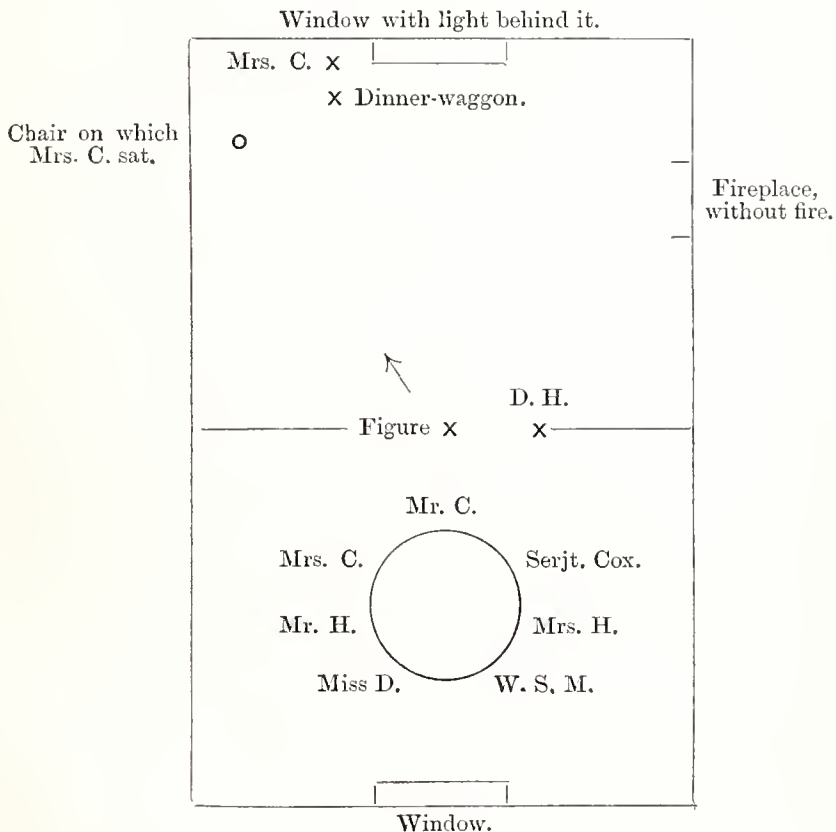 Window with light behind it.
Mrs. C. x
x Dinner-waggon.
Chair on which
Mrs. C. sat.
Fireplace,
without fire.
D. H.
Figure x
x
Mr. C.
Mrs. C.
Serjt. Cox.
Mr. H.
Mrs. H.
Miss D.
W. S. M.
Window.